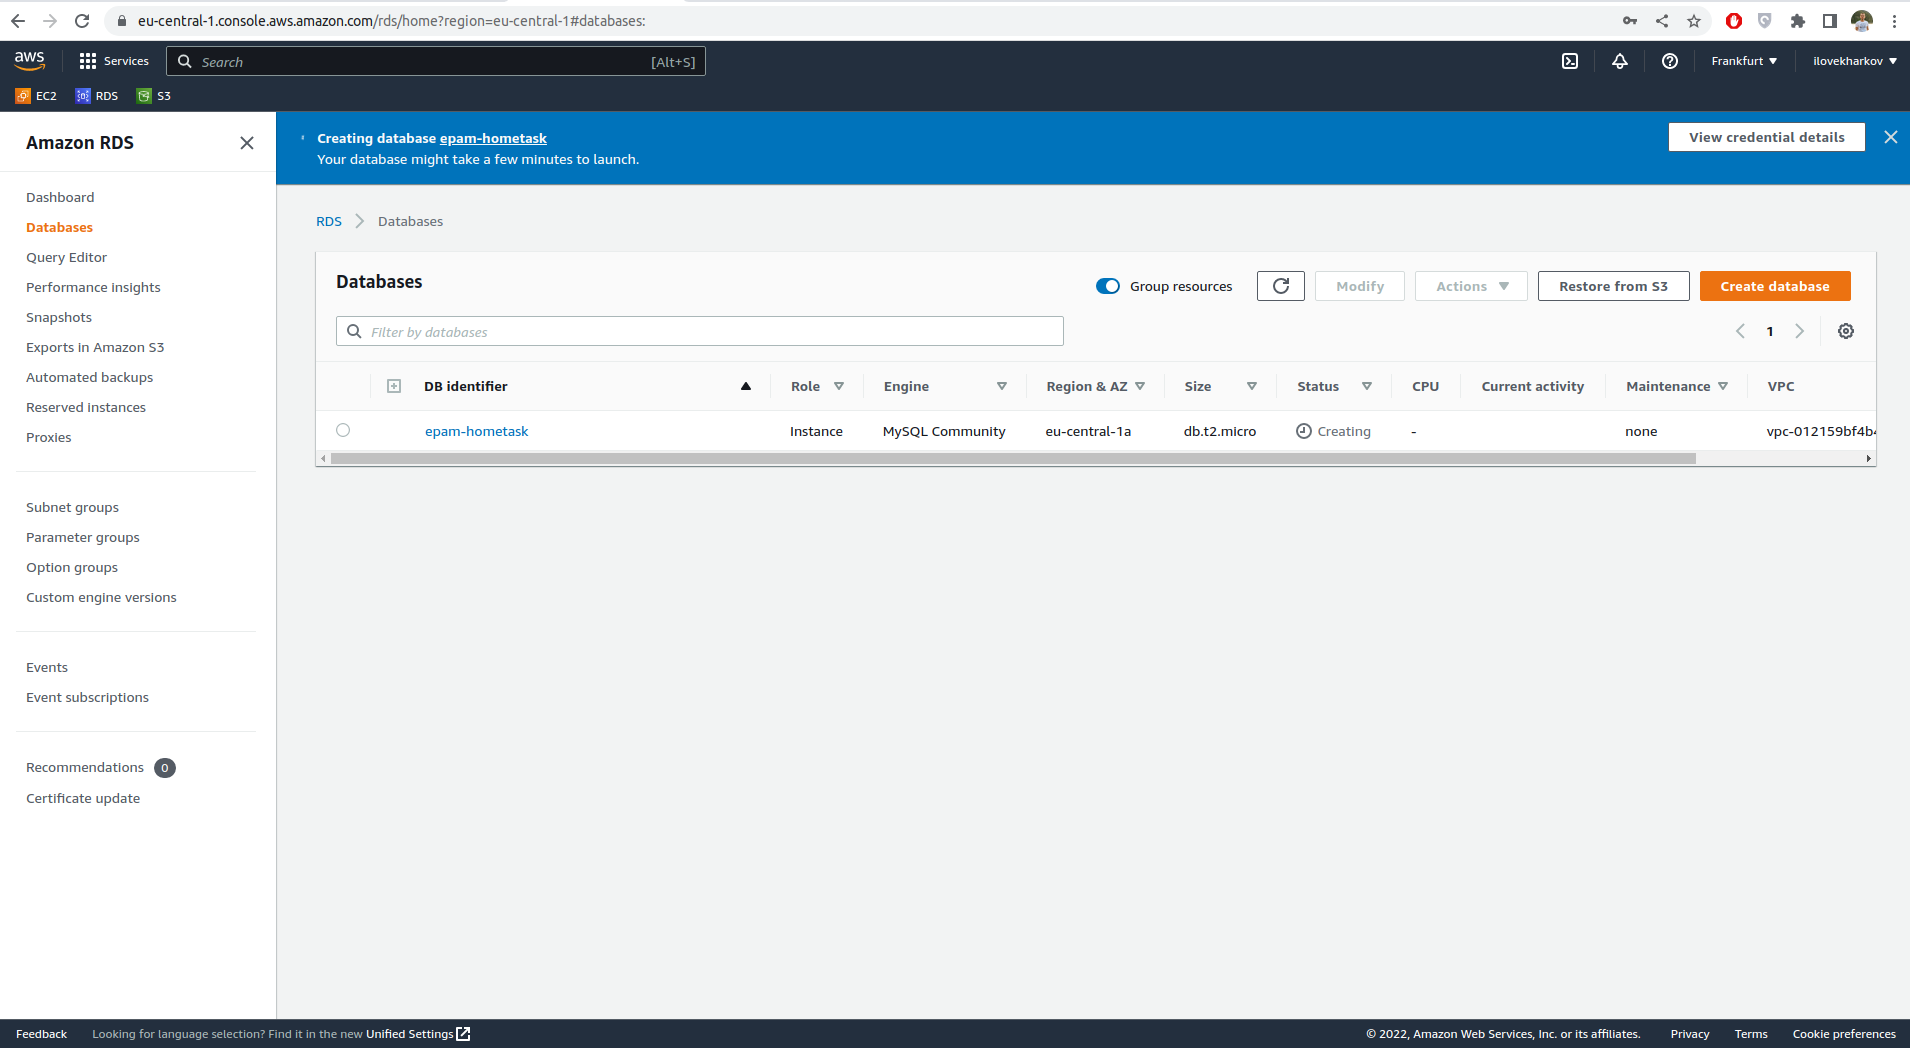 eu-central-1.console.aws.amazon.com/rds/home?region=eu-central-1#databases:
aws
Services
Search
[Alt+S]
Frankfurt
ilovekharkov
EC2
RDS
S3
Amazon RDS
Dashboard
Databases
Query Editor
Performance insights
Snapshots
Exports in Amazon S3
Automated backups
Reserved instances
Proxies
Subnet groups
Parameter groups
Option groups
Custom engine versions
Events
Event subscriptions
Recommendations 0
Certificate update
Creating database epam-hometask
Your database might take a few minutes to launch.
View credential details
RDS
Databases
Databases
Group resources
Modify
Actions
Restore from S3
Create database
Filter by databases
1
DB identifier
Role
Engine
Region & AZ
Size
Status
CPU
Current activity
Maintenance
VPC
epam-hometask
Instance
MySQL Community
eu-central-1a
db.t2.micro
Creating
-
none
vpc-012159bf4b
Feedback
Looking for language selection? Find it in the new Unified Settings
© 2022, Amazon Web Services, Inc. or its affiliates.
Privacy
Terms
Cookie preferences